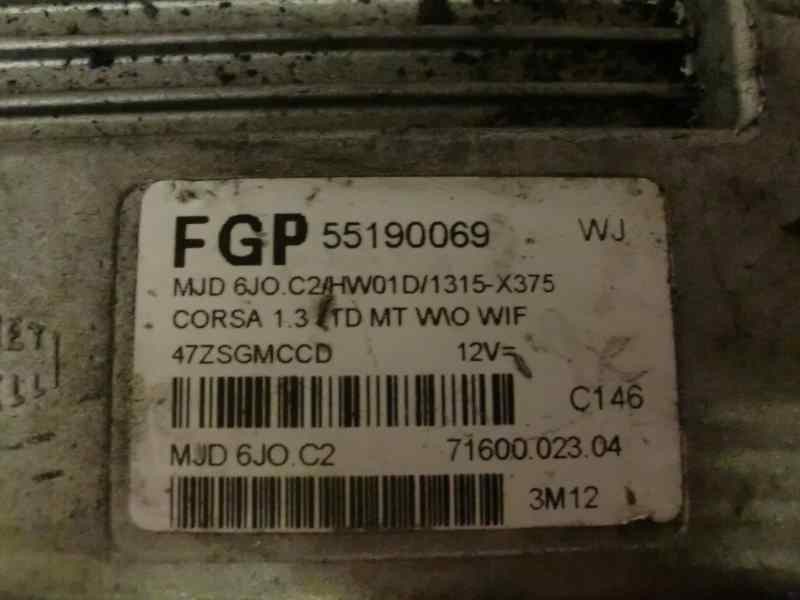 FGP 55190069 WJ
MJD 6JO.C2/HW01D/1315-X375
CORSA 1.3 TD MT W\O WIF
47ZSGMCCD 12V=
C146
MJD 6JO.C2 71600.023.04
3M12